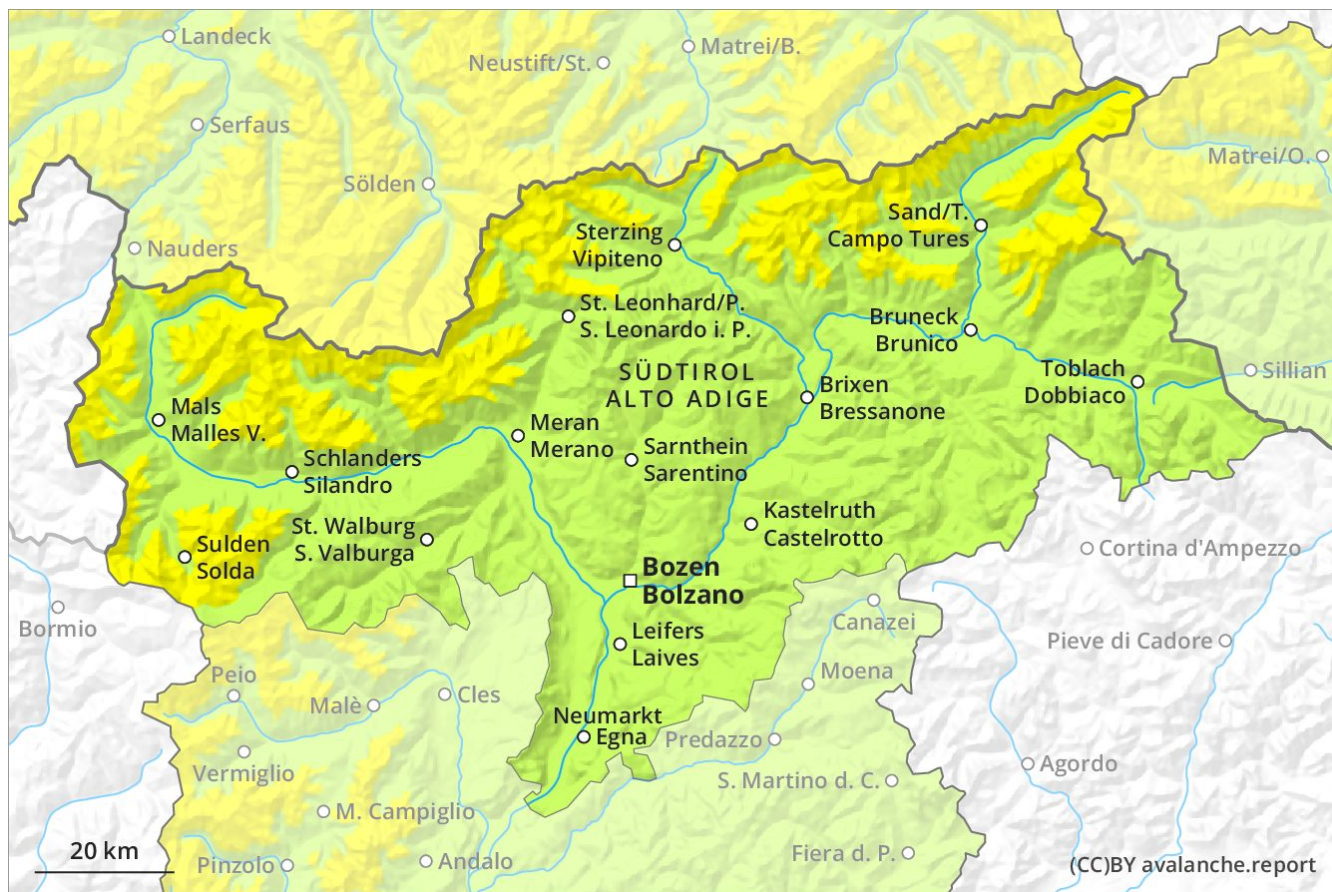 Landeck
Matrei/B.
Neustift/St.
Serfaus
Matrei/O.
Sölden
Sand/T.
Campo Tures
Sterzing
Vipiteno
Nauders
St. Leonhard/P.
S. Leonardo i. P.
Bruneck
Brunico
SÜDTIROL
ALTO ADIGE
Toblach
Dobbiaco
Sillian
Brixen
Bressanone
Mals
Malles V.
Meran
Merano
Sarnthein
Sarentino
Schlanders
Silandro
St. Walburg
S. Valburga
Kastelruth
Castelrotto
Sulden
Solda
Cortina d'Ampezzo
Bozen
Bolzano
Bormio
Canazei
Leifers
Laives
Pieve di Cadore
Peio
Moena
Malè
Cles
Neumarkt
Egna
Predazzo
Vermiglio
Agordo
S. Martino d. C.
M. Campiglio
20 km
Pinzolo
Andalo
Fiera d. P.
(CC)BY avalanche.report